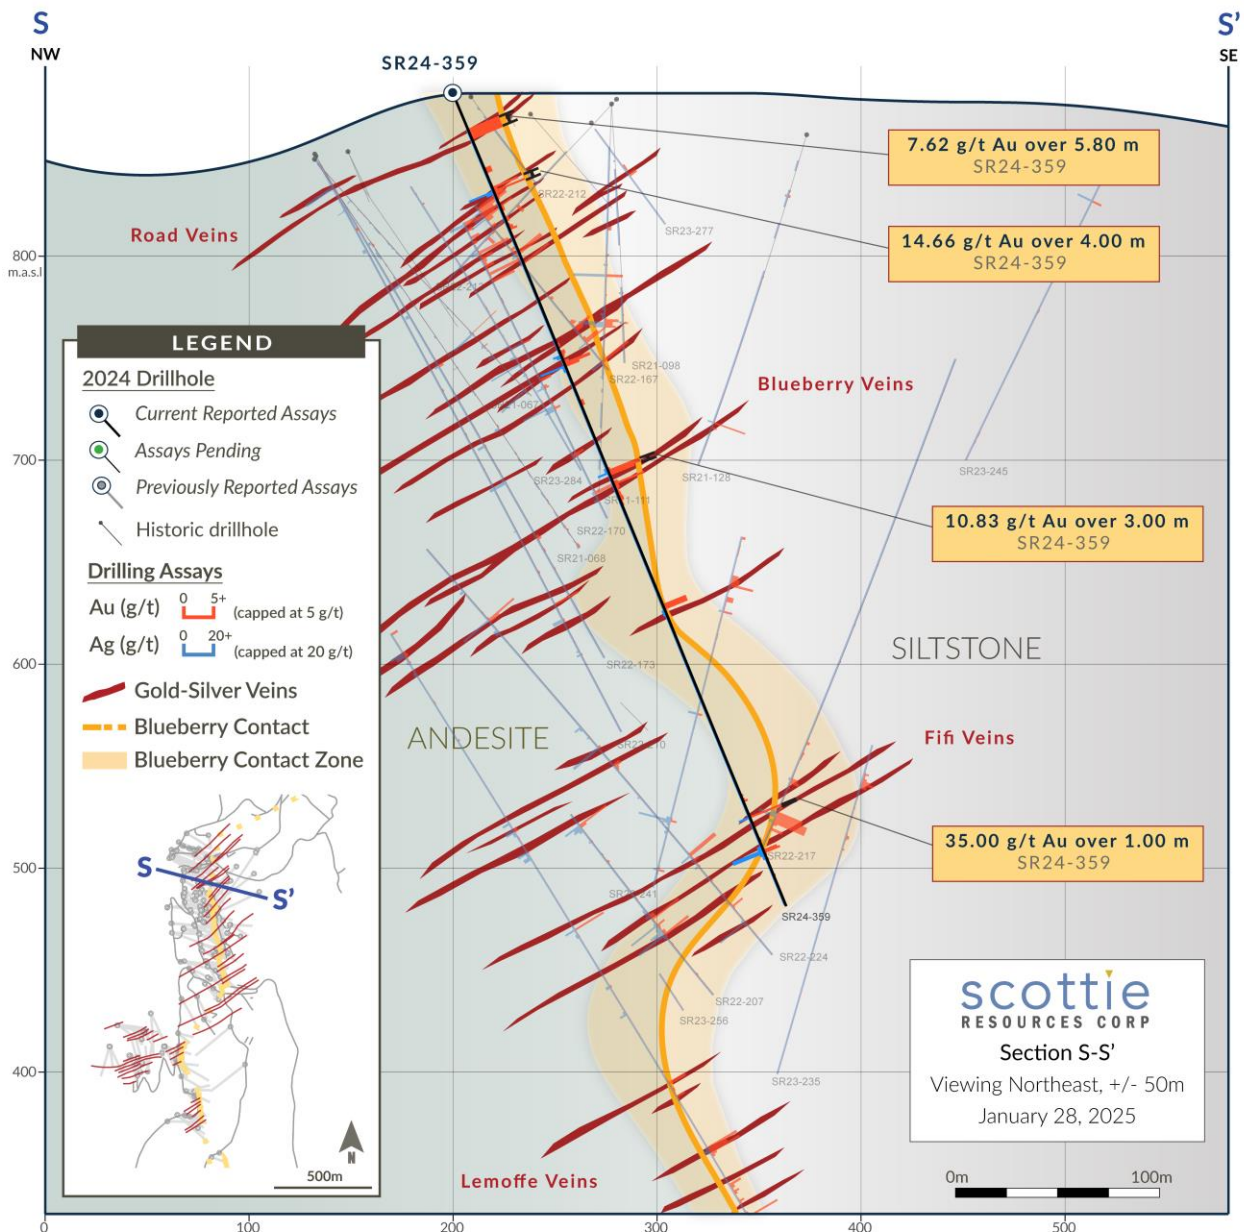 S
NW
S'
SE
SR24-359
7.62 g/t Au over 5.80 m
SR24-359
14.66 g/t Au over 4.00 m
SR24-359
Road Veins
SR22-212
SR23-277
800
m.a.s.l
LEGEND
2024 Drillhole
Current Reported Assays
Assays Pending
Previously Reported Assays
Historic drillhole
Drilling Assays
Au (g/t)
0 5+
(capped at 5 g/t)
Ag (g/t)
0 20+
(capped at 20 g/t)
Gold-Silver Veins
Blueberry Contact
Blueberry Contact Zone
S
S'
N
500m
SR21-098
SR22-167
Blueberry Veins
700
SR23-284
SR21-128
SR23-245
SR21-111
SR22-170
SR21-068
10.83 g/t Au over 3.00 m
SR24-359
600
SR22-173
SILTSTONE
ANDESITE
Fifi Veins
35.00 g/t Au over 1.00 m
SR24-359
SR22-217
500
SR24-359
SR22-224
SR22-207
SR23-256
400
SR23-235
Lemoffe Veins
scottie
RESOURCES CORP
Section S-S'
Viewing Northeast, +/- 50m
January 28, 2025
0m 100m
0 100 200 300 400 500